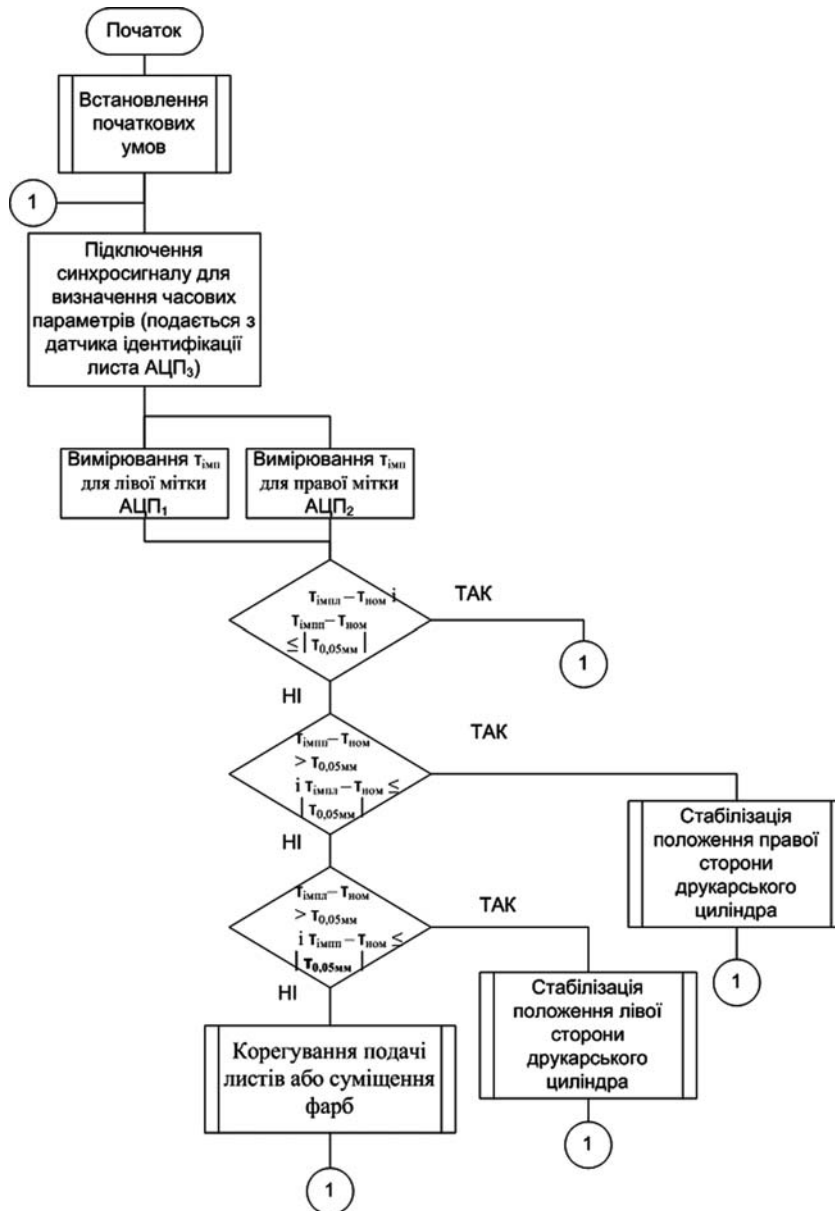 Початок
Встановлення
початкових
умов
1
Підключення
синхросигналу для
визначення часових
параметрів (подається з
датчика ідентифікації
листа АЦП₃)
Вимірювання τімп
для лівої мітки
АЦП₁
Вимірювання τімп
для правої мітки
АЦП₂
τімпл – τном і
τімпп – τном
≤ | τ0,05мм |
ТАК
1
НІ
τімпп – τном
> τ0,05мм
і τімпл – τном ≤
| τ0,05мм |
ТАК
Стабілізація
положення правої
сторони
друкарського
циліндра
1
НІ
τімпл – τном
> τ0,05мм
і τімпп – τном ≤
| τ0,05мм |
ТАК
Стабілізація
положення лівої
сторони
друкарського
циліндра
1
НІ
Корегування подачі
листів або суміщення
фарб
1